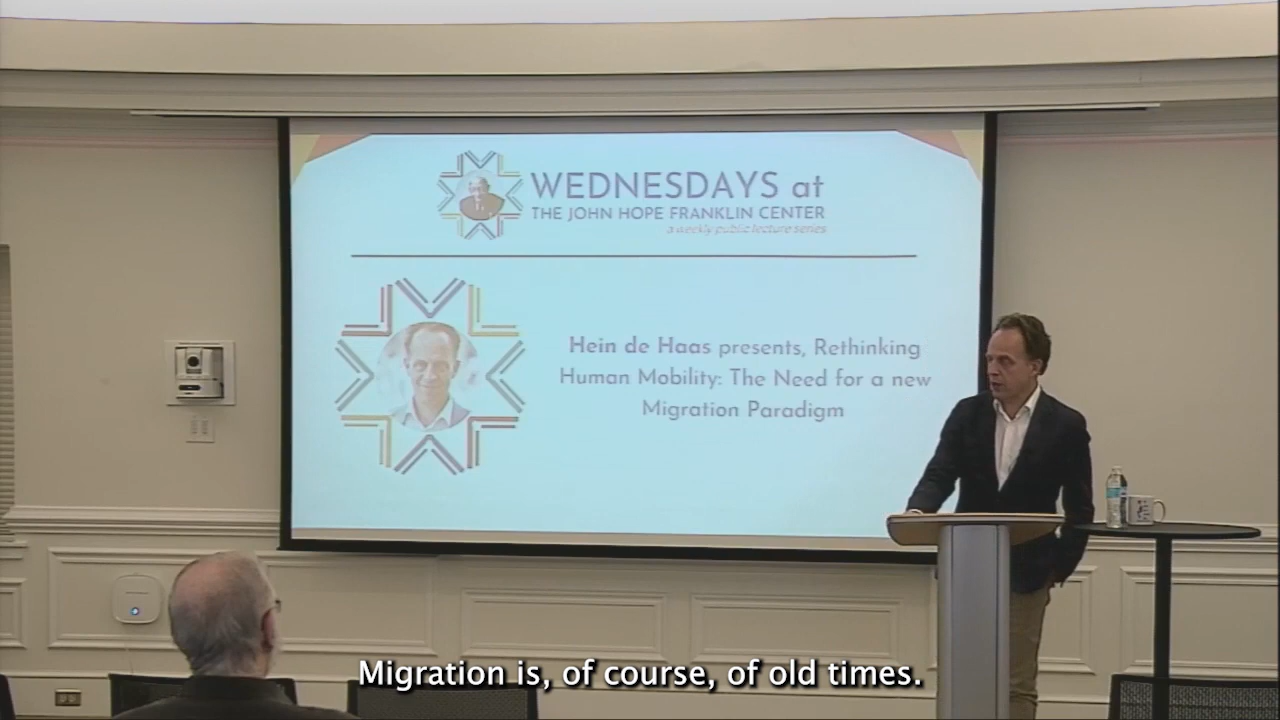 WEDNESDAYS at
THE JOHN HOPE FRANKLIN CENTER
a weekly public lecture series
Hein de Haas presents, Rethinking
Human Mobility: The Need for a new
Migration Paradigm
Migration is, of course, of old times.